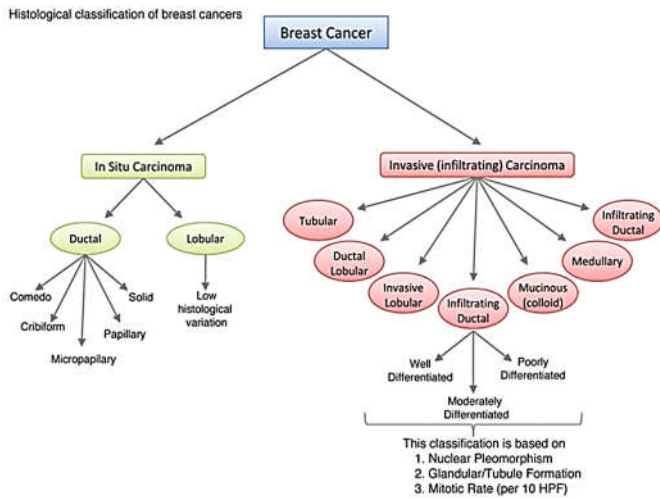 Histological classification of breast cancers
Breast Cancer
In Situ Carcinoma
Invasive (infiltrating) Carcinoma
Ductal
Lobular
Comedo
Cribiform
Micropapilary
Papillary
Solid
Low
histological
variation
Tubular
Ductal
Lobular
Invasive
Lobular
Infiltrating
Ductal
Mucinous
(colloid)
Medullary
Infiltrating
Ductal
Well
Differentiated
Moderately
Differentiated
Poorly
Differentiated
This classification is based on
1. Nuclear Pleomorphism
2. Glandular/Tubule Formation
3. Mitotic Rate (per 10 HPF)